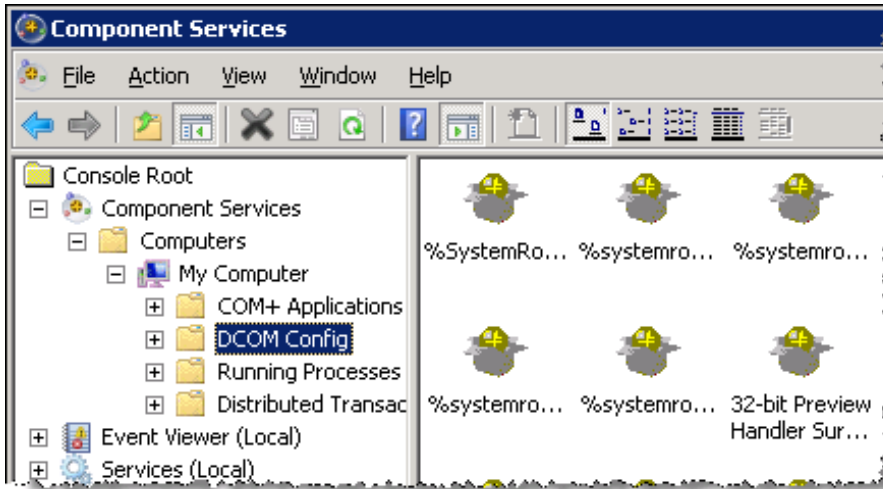 Component Services
File Action View Window Help
Console Root
Component Services
Computers
My Computer
COM+ Applications
DCOM Config
Running Processes
Distributed Transac
Event Viewer (Local)
Services (Local)
%SystemRo... %systemro... %systemro...
%systemro... %systemro... 32-bit Preview
Handler Sur...